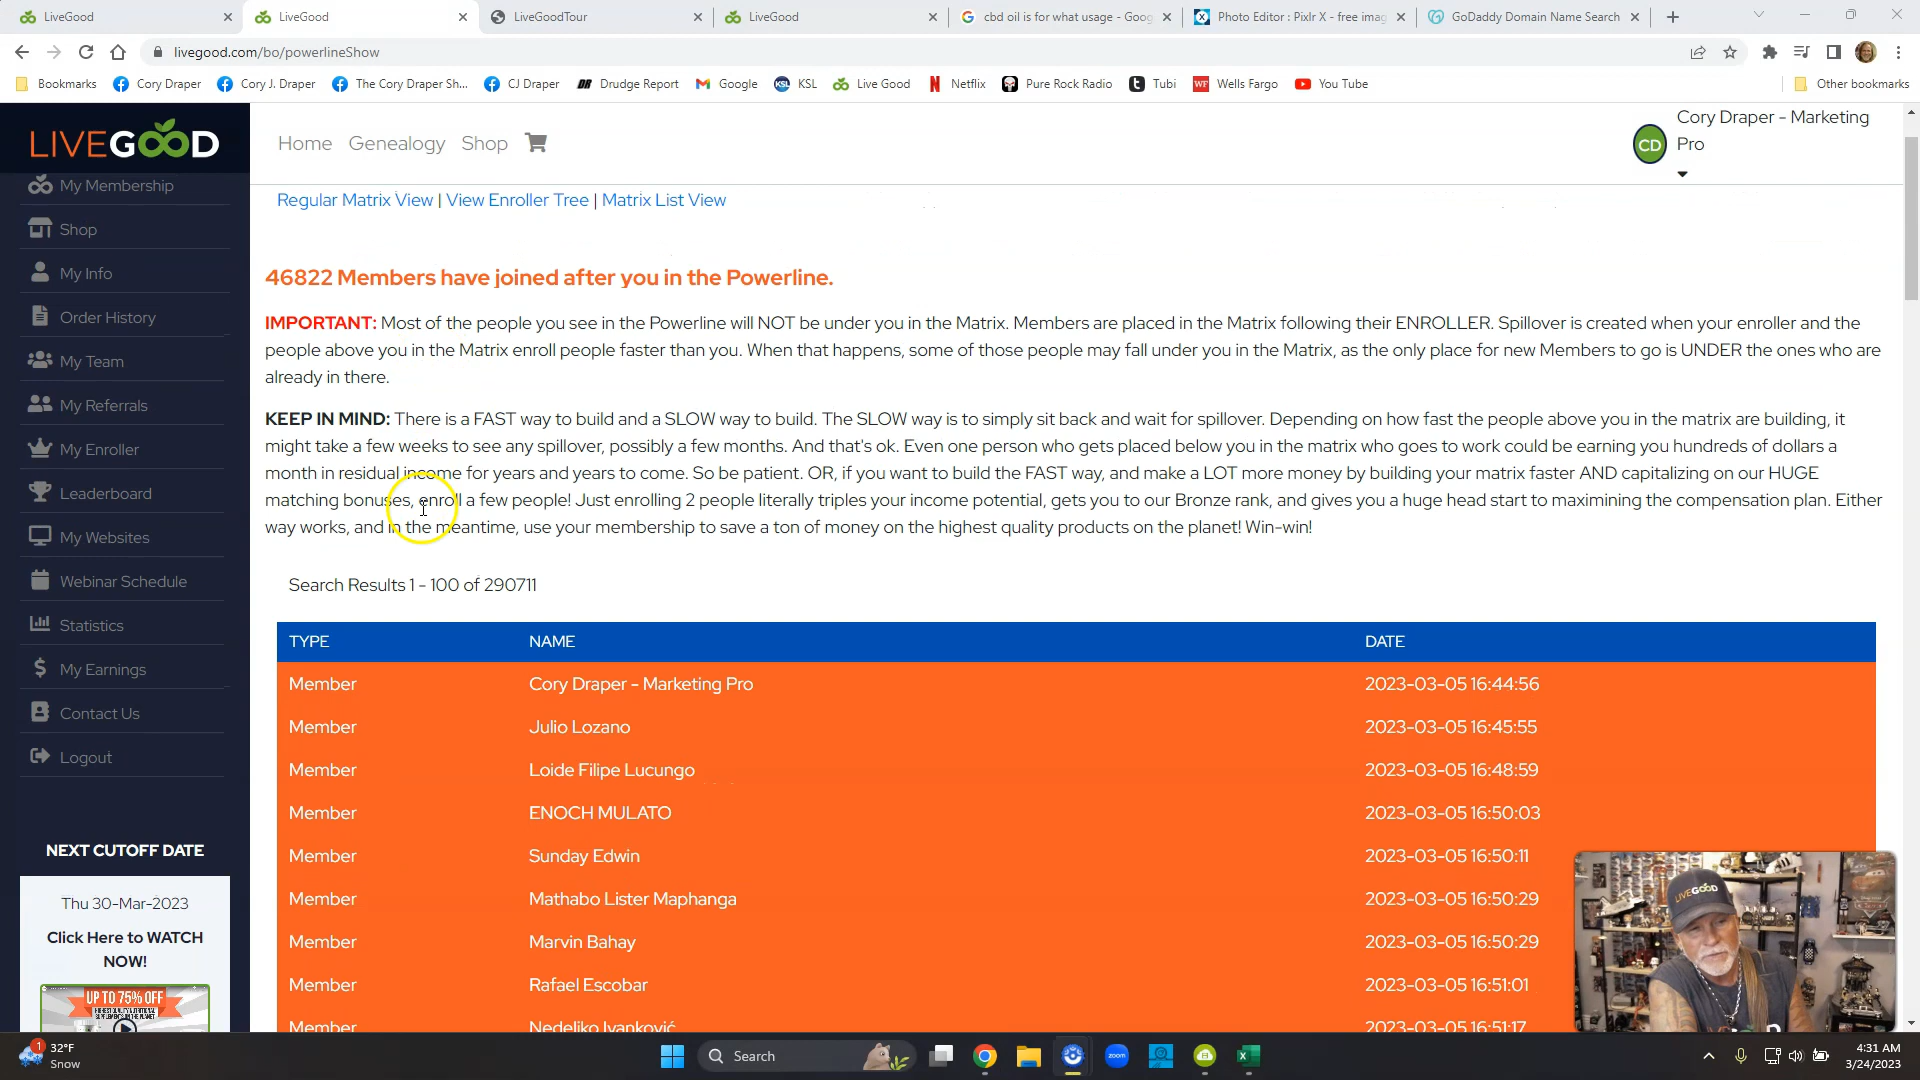 LiveGood
LiveGood
LiveGoodTour
LiveGood
cbd oil is for what usage - Goog
Photo Editor : Pixlr X - free imag
GoDaddy Domain Name Search
livegood.com/bo/powerlineShow
Bookmarks
Cory Draper
Cory J. Draper
The Cory Draper Sh...
CJ Draper
Drudge Report
Google
KSL
Live Good
Netflix
Pure Rock Radio
Tubi
Wells Fargo
You Tube
Other bookmarks
LIVEGOOD
Home
Genealogy
Shop
CD
Cory Draper - Marketing
Pro
My Membership
Shop
My Info
Order History
My Team
My Referrals
My Enroller
Leaderboard
My Websites
Webinar Schedule
Statistics
My Earnings
Contact Us
Logout
NEXT CUTOFF DATE
Thu 30-Mar-2023
Click Here to WATCH
NOW!
UP TO 75% OFF
Regular Matrix View | View Enroller Tree | Matrix List View
46822 Members have joined after you in the Powerline.
IMPORTANT: Most of the people you see in the Powerline will NOT be under you in the Matrix. Members are placed in the Matrix following their ENROLLER. Spillover is created when your enroller and the
people above you in the Matrix enroll people faster than you. When that happens, some of those people may fall under you in the Matrix, as the only place for new Members to go is UNDER the ones who are
already in there.
KEEP IN MIND: There is a FAST way to build and a SLOW way to build. The SLOW way is to simply sit back and wait for spillover. Depending on how fast the people above you in the matrix are building, it
might take a few weeks to see any spillover, possibly a few months. And that's ok. Even one person who gets placed below you in the matrix who goes to work could be earning you hundreds of dollars a
month in residual income for years and years to come. So be patient. OR, if you want to build the FAST way, and make a LOT more money by building your matrix faster AND capitalizing on our HUGE
matching bonuses, enroll a few people! Just enrolling 2 people literally triples your income potential, gets you to our Bronze rank, and gives you a huge head start to maximining the compensation plan. Either
way works, and in the meantime, use your membership to save a ton of money on the highest quality products on the planet! Win-win!
Search Results 1 - 100 of 290711
TYPE NAME DATE
Member Cory Draper - Marketing Pro 2023-03-05 16:44:56
Member Julio Lozano 2023-03-05 16:45:55
Member Loide Filipe Lucungo 2023-03-05 16:48:59
Member ENOCH MULATO 2023-03-05 16:50:03
Member Sunday Edwin 2023-03-05 16:50:11
Member Mathabo Lister Maphanga 2023-03-05 16:50:29
Member Marvin Bahay 2023-03-05 16:50:29
Member Rafael Escobar 2023-03-05 16:51:01
Member Nedeljko Ivanković 2023-03-05 16:51:17
LIVEGOOD
1
32°F
Snow
Search
zoom
4:31 AM
3/24/2023